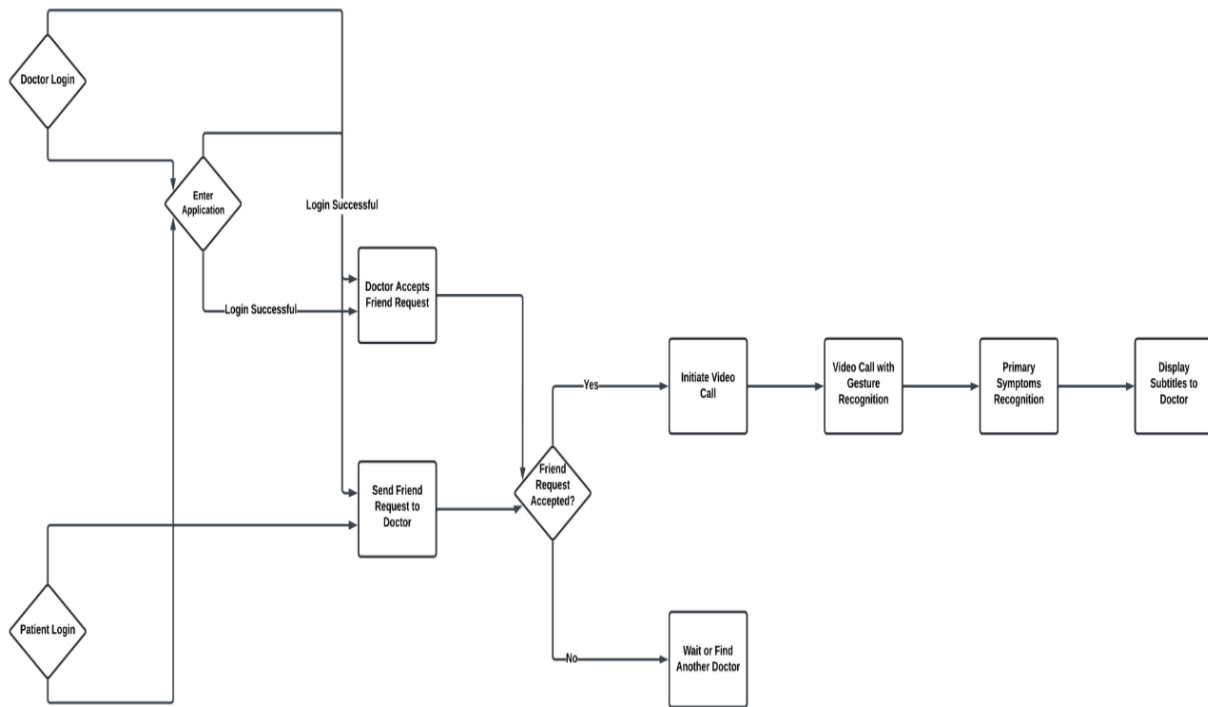 Doctor Login
Enter
Application
Login Successful
Login Successful
Doctor Accepts
Friend Request
Send Friend
Request to
Doctor
Patient Login
Friend
Request
Accepted?
Yes
No
Initiate Video
Call
Video Call with
Gesture
Recognition
Primary
Symptoms
Recognition
Display
Subtitles to
Doctor
Wait or Find
Another Doctor